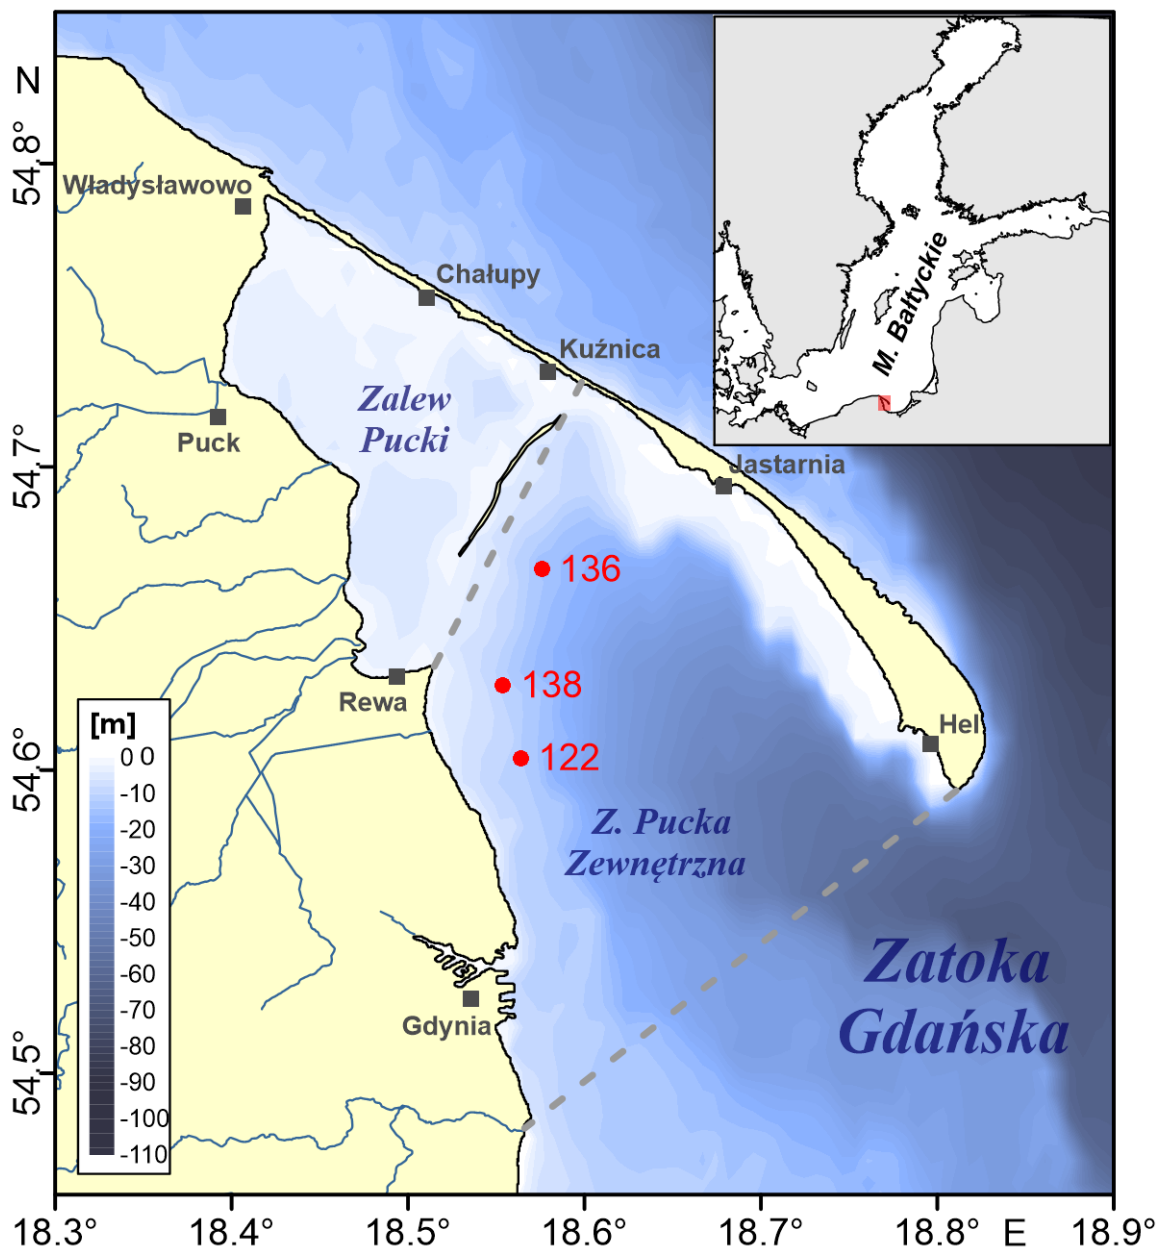 N
54.8°
54.7°
54.6°
54.5°
Władysławowo
Chałupy
Kuźnica
Jastarnia
Puck
Rewa
Hel
Gdynia
Zalew
Pucki
M. Bałtyckie
136
138
122
Z. Pucka
Zewnętrzna
Zatoka
Gdańska
[m]
0 0
-10
-20
-30
-40
-50
-60
-70
-80
-90
-100
-110
18.3° 18.4° 18.5° 18.6° 18.7° 18.8° E 18.9°